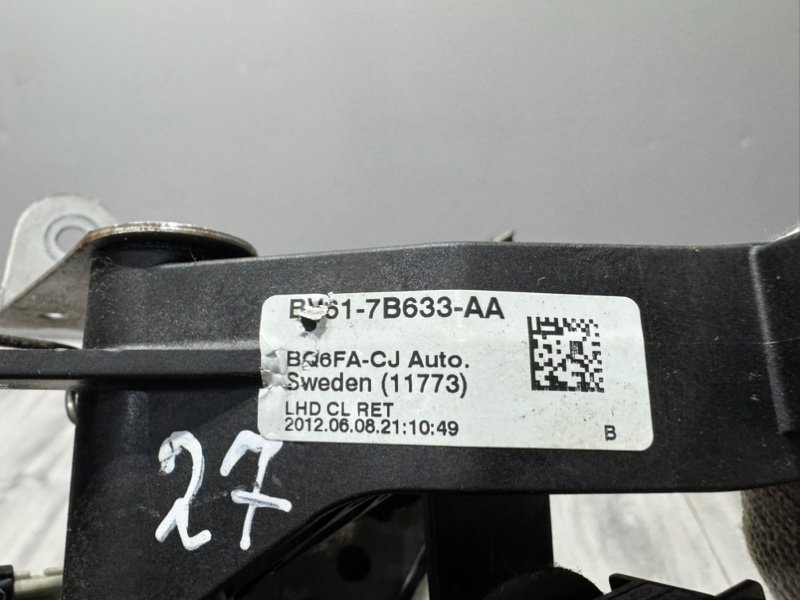 BV61-7B633-AA
BQ6FA-CJ Auto.
Sweden (11773)
LHD CL RET
2012.06.08.21:10:49
B
27